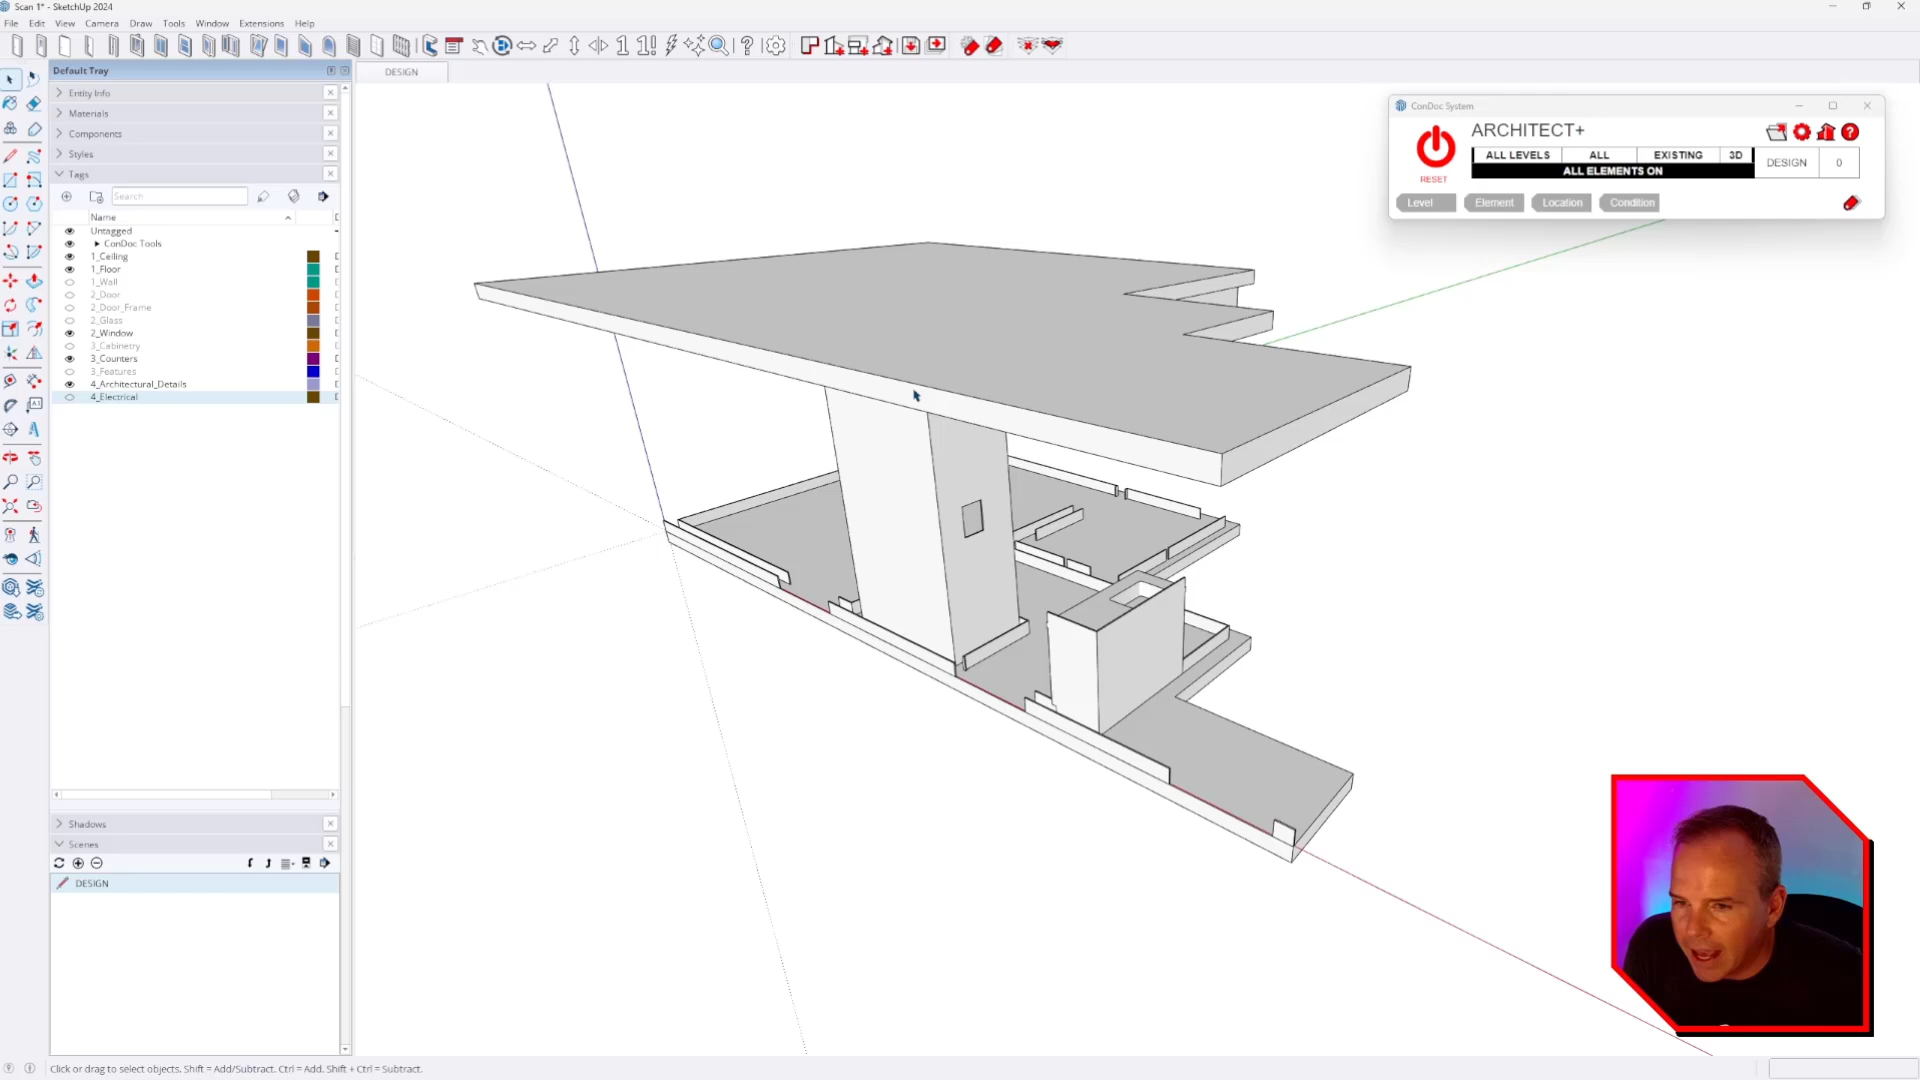 Scan 1* - SketchUp 2024
File Edit View Camera Draw Tools Window Extensions Help
Default Tray
DESIGN
Entity Info
Materials
Components
Styles
Tags
Search
Name
Untagged
ConDoc Tools
1_Ceiling
1_Floor
1_Wall
2_Door
2_Door_Frame
2_Glass
2_Window
3_Cabinetry
3_Counters
3_Features
4_Architectural_Details
4_Electrical
Shadows
Scenes
DESIGN
ConDoc System
ARCHITECT+
RESET
ALL LEVELS ALL EXISTING 3D
ALL ELEMENTS ON
DESIGN 0
Level Element Location Condition
Click or drag to select objects. Shift = Add/Subtract. Ctrl = Add. Shift + Ctrl = Subtract.